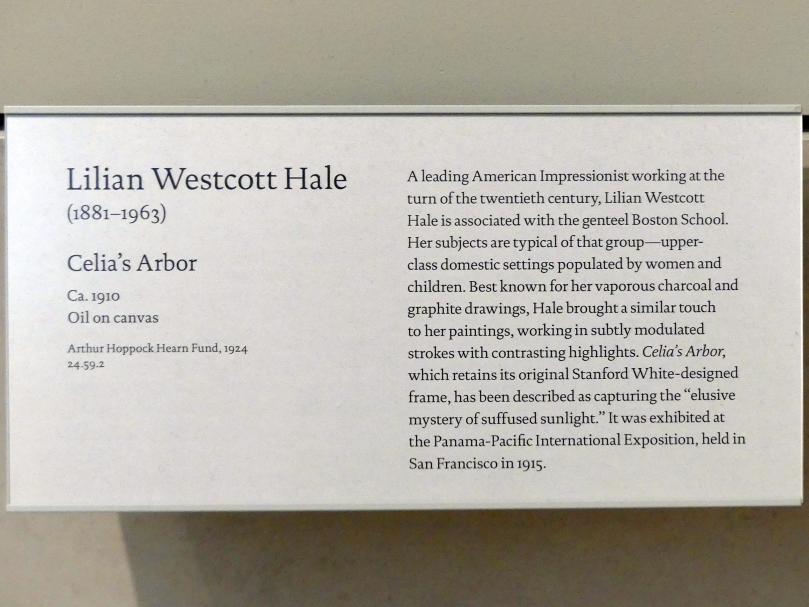 Lilian Westcott Hale
(1881–1963)
Celia's Arbor
Ca. 1910
Oil on canvas
Arthur Hoppock Hearn Fund, 1924
24.59.2
A leading American Impressionist working at the
turn of the twentieth century, Lilian Westcott
Hale is associated with the genteel Boston School.
Her subjects are typical of that group—upper-
class domestic settings populated by women and
children. Best known for her vaporous charcoal and
graphite drawings, Hale brought a similar touch
to her paintings, working in subtly modulated
strokes with contrasting highlights. Celia's Arbor,
which retains its original Stanford White-designed
frame, has been described as capturing the “elusive
mystery of suffused sunlight.” It was exhibited at
the Panama-Pacific International Exposition, held in
San Francisco in 1915.